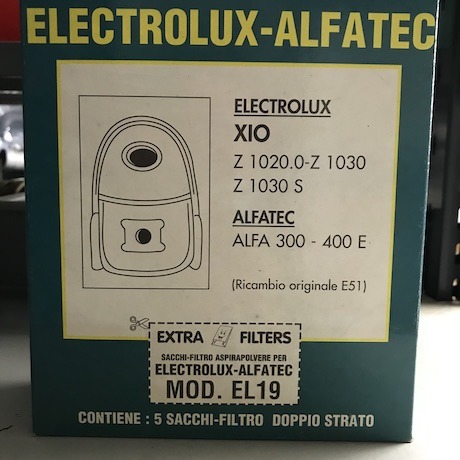 ELECTROLUX-ALFATEC
ELECTROLUX
XIO
Z 1020.0-Z 1030
Z 1030 S
ALFATEC
ALFA 300 - 400 E
(Ricambio originale E51)
EXTRA FILTERS
SACCHI-FILTRO ASPIRAPOLVERE PER
ELECTROLUX-ALFATEC
MOD. EL19
CONTIENE : 5 SACCHI-FILTRO DOPPIO STRATO